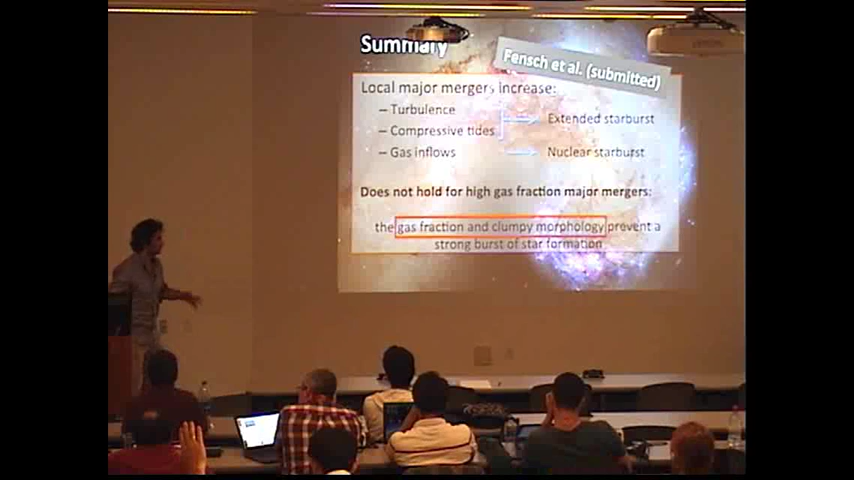 Summary
Fensch et al. (submitted)
Local major mergers increase:
– Turbulence
– Compressive tides
Extended starburst
– Gas inflows
Nuclear starburst
Does not hold for high gas fraction major mergers:
the gas fraction and clumpy morphology prevent a
strong burst of star formation